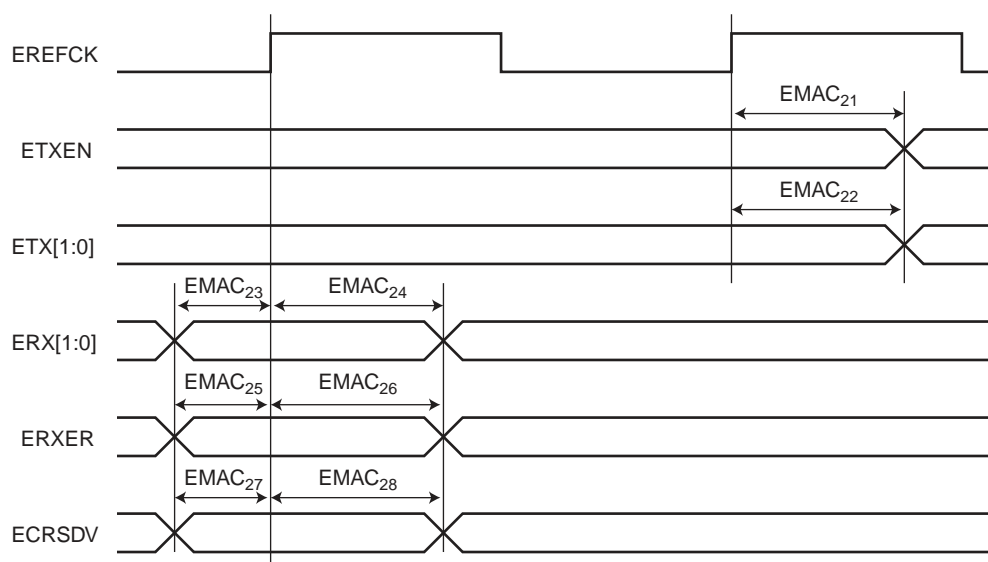 EREFCK
EMAC21
ETXEN
EMAC22
ETX[1:0]
EMAC23 EMAC24
ERX[1:0]
EMAC25 EMAC26
ERXER
EMAC27 EMAC28
ECRSDV